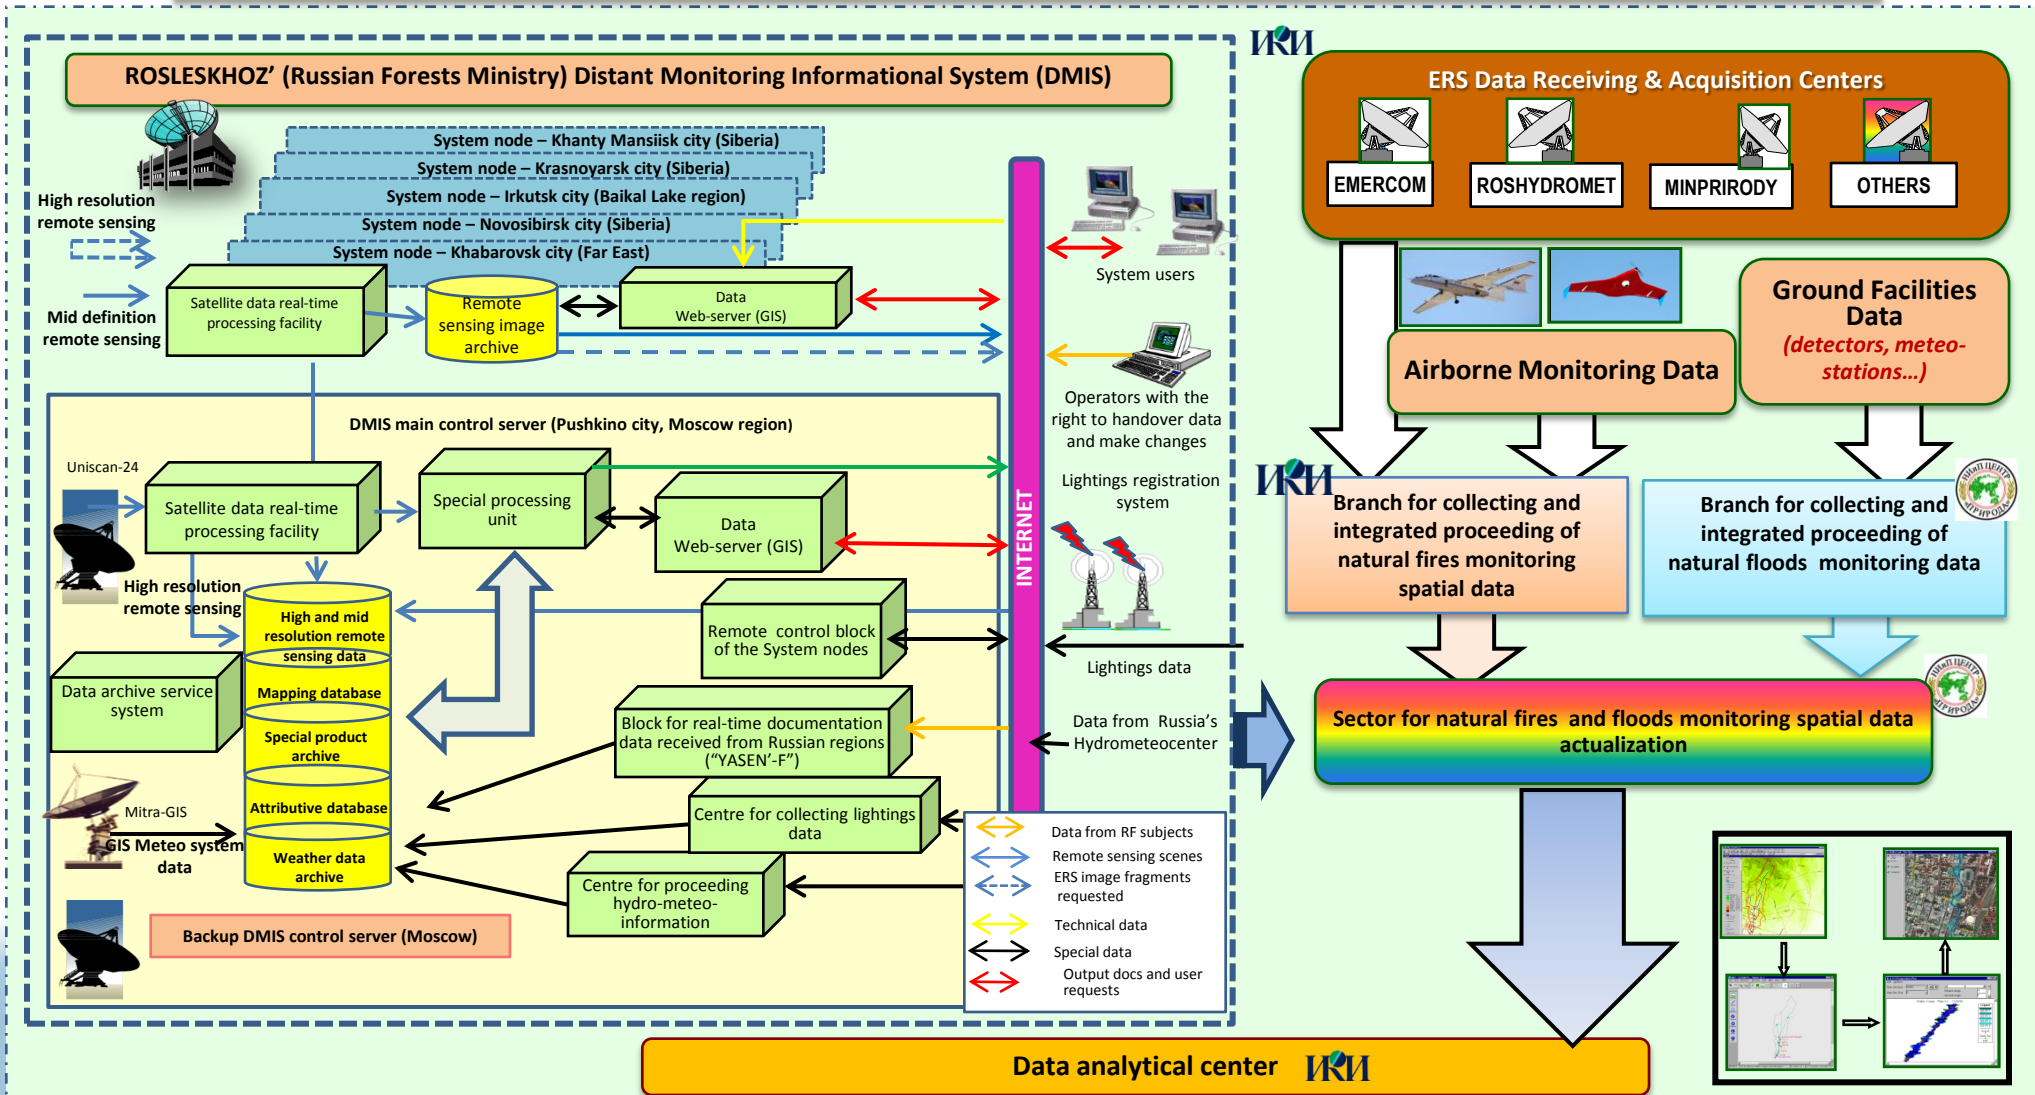 ИКИ
ROSLESKHOZ’ (Russian Forests Ministry) Distant Monitoring Informational System (DMIS)
System node – Khanty Mansiisk city (Siberia)
System node – Krasnoyarsk city (Siberia)
System node – Irkutsk city (Baikal Lake region)
System node – Novosibirsk city (Siberia)
System node – Khabarovsk city (Far East)
High resolution
remote sensing
Mid definition
remote sensing
Satellite data real-time
processing facility
Remote
sensing image
archive
Data
Web-server (GIS)
INTERNET
System users
Operators with the
right to handover data
and make changes
Lightings registration
system
Lightings data
Data from Russia’s
Hydrometeocenter
DMIS main control server (Pushkino city, Moscow region)
Uniscan-24
Satellite data real-time
processing facility
Special processing
unit
Data
Web-server (GIS)
High resolution
remote sensing
High and mid
resolution remote
sensing data
Mapping database
Special product
archive
Attributive database
Weather data
archive
Remote control block
of the System nodes
Data archive service
system
Block for real-time documentation
data received from Russian regions
(“YASEN’-F”)
Centre for collecting lightings
data
Centre for proceeding
hydro-meteo-
information
Mitra-GIS
GIS Meteo system
data
Backup DMIS control server (Moscow)
Data from RF subjects
Remote sensing scenes
ERS image fragments
requested
Technical data
Special data
Output docs and user
requests
ERS Data Receiving & Acquisition Centers
EMERCOM
ROSHYDROMET
MINPRIRODY
OTHERS
Airborne Monitoring Data
Ground Facilities
Data
(detectors, meteo-
stations...)
ИКИ
Branch for collecting and
integrated proceeding of
natural fires monitoring
spatial data
Branch for collecting and
integrated proceeding of
natural floods monitoring data
НИиП ЦЕНТР
«ПРИРОДА»
НИиП ЦЕНТР
«ПРИРОДА»
Sector for natural fires and floods monitoring spatial data
actualization
Data analytical center
ИКИ